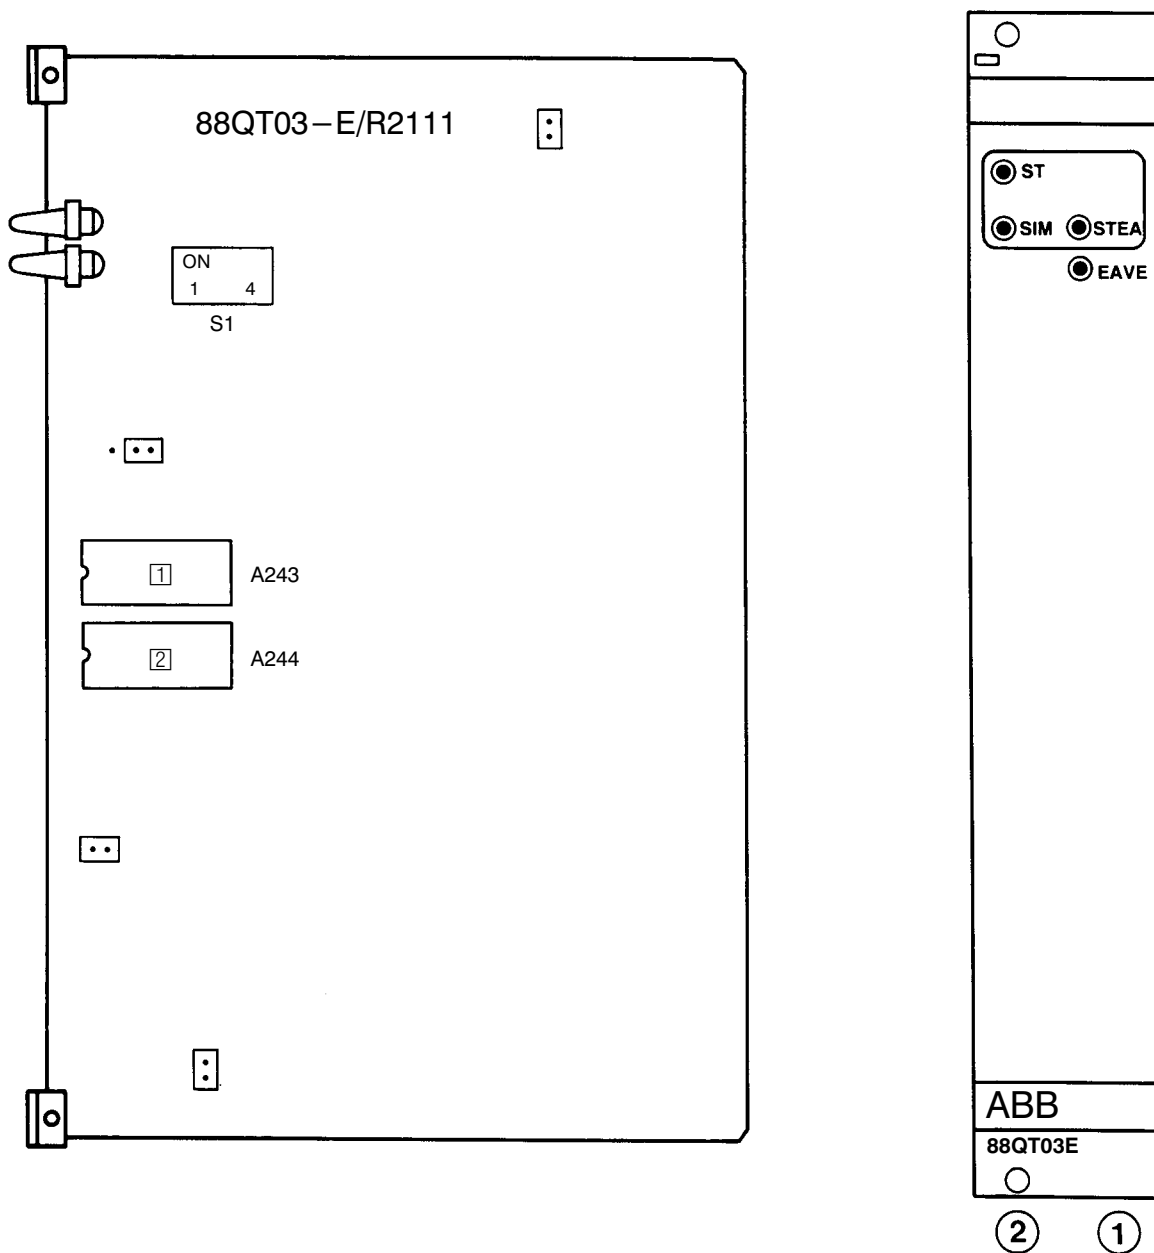 88QT03–E/R2111
ON
1 4
S1
1
A243
2
A244
ST
SIM
STEA
EAVE
ABB
88QT03E
2
1